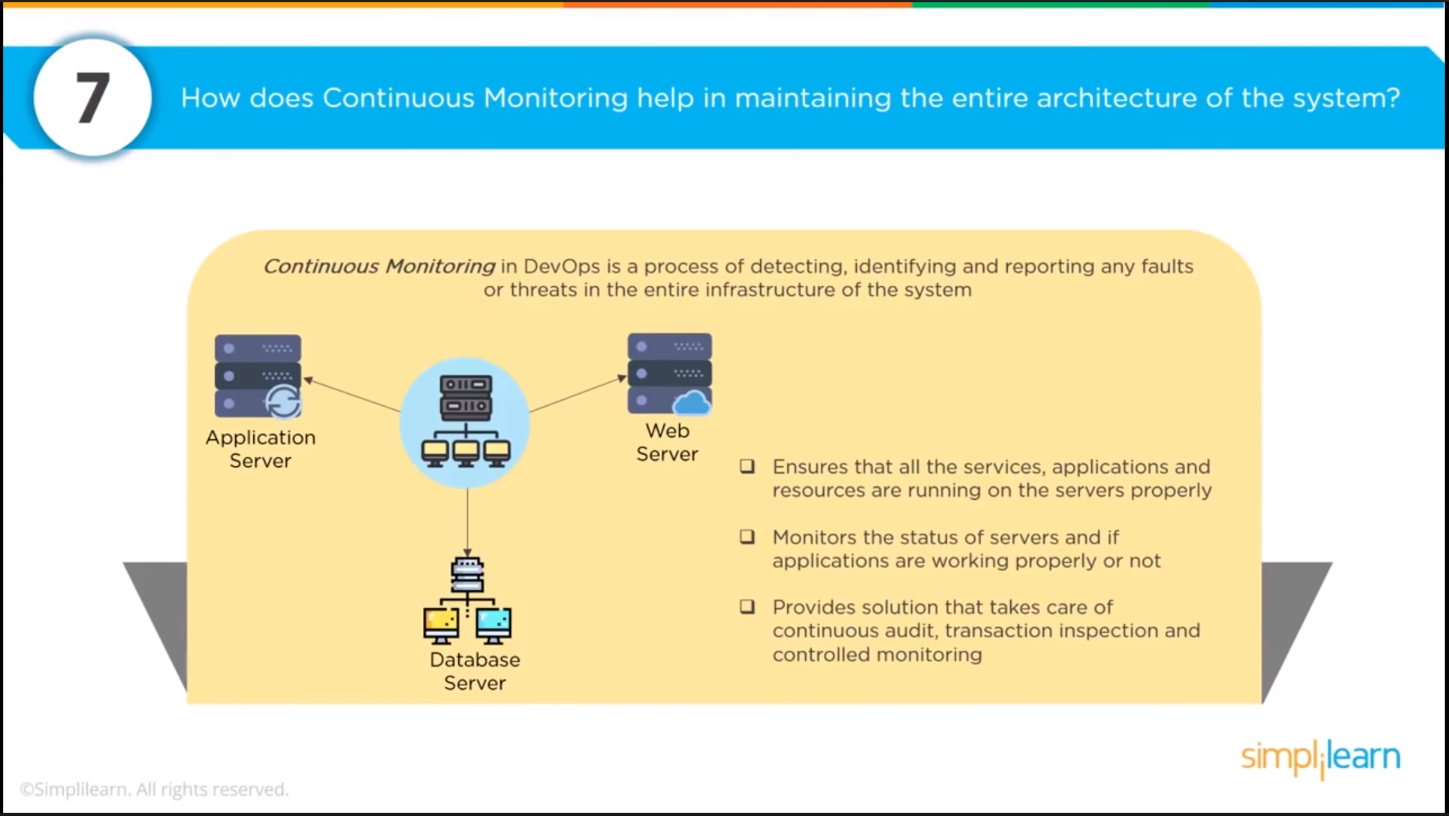 7
How does Continuous Monitoring help in maintaining the entire architecture of the system?
Continuous Monitoring in DevOps is a process of detecting, identifying and reporting any faults
or threats in the entire infrastructure of the system
Application
Server
Web
Server
Database
Server
❑ Ensures that all the services, applications and
resources are running on the servers properly
❑ Monitors the status of servers and if
applications are working properly or not
❑ Provides solution that takes care of
continuous audit, transaction inspection and
controlled monitoring
simplilearn
©Simplilearn. All rights reserved.